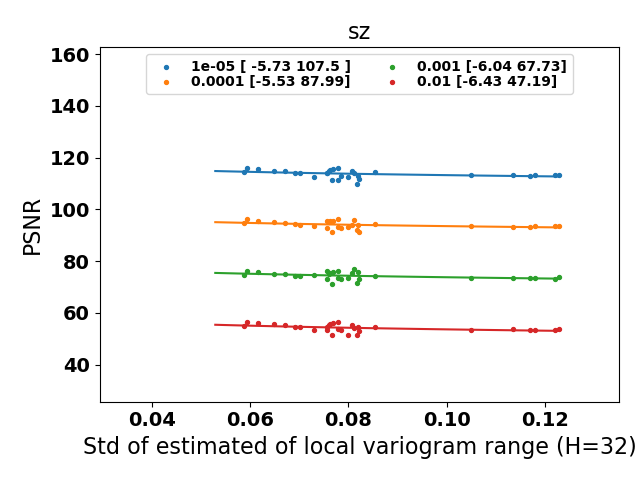 sz
160
140
120
100
80
60
40
PSNR
1e-05 [ -5.73 107.5 ]
0.0001 [-5.53 87.99]
0.001 [-6.04 67.73]
0.01 [-6.43 47.19]
0.04
0.06
0.08
0.10
0.12
Std of estimated of local variogram range (H=32)